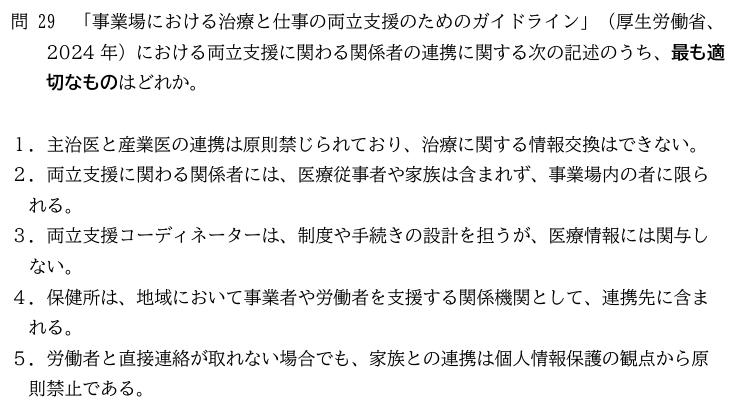 問 29 「事業場における治療と仕事の両立支援のためのガイドライン」（厚生労働省、
2024 年）における両立支援に関わる関係者の連携に関する次の記述のうち、最も適
切なものはどれか。
１．主治医と産業医の連携は原則禁じられており、治療に関する情報交換はできない。
２．両立支援に関わる関係者には、医療従事者や家族は含まれず、事業場内の者に限ら
れる。
３．両立支援コーディネーターは、制度や手続きの設計を担うが、医療情報には関与し
ない。
４．保健所は、地域において事業者や労働者を支援する関係機関として、連携先に含ま
れる。
５．労働者と直接連絡が取れない場合でも、家族との連携は個人情報保護の観点から原
則禁止である。